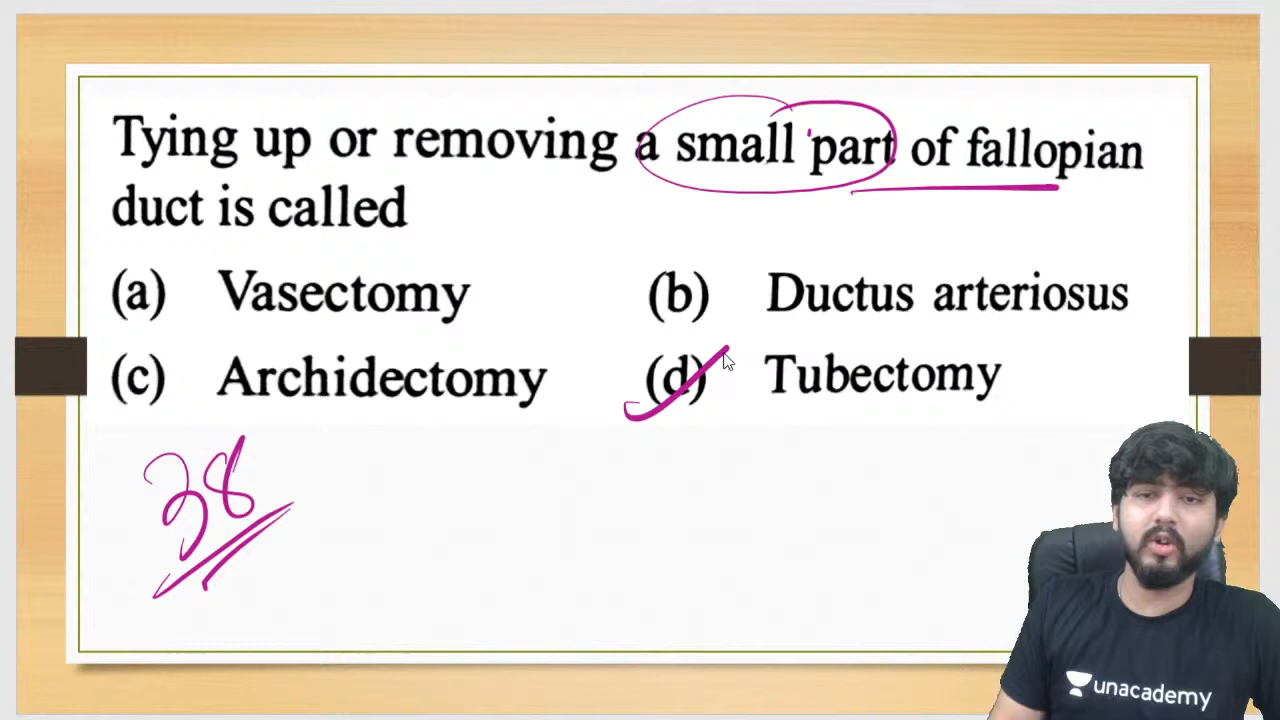 Tying up or removing a small part of fallopian
duct is called
(a) Vasectomy (b) Ductus arteriosus
(c) Archidectomy (d) Tubectomy
38
unacademy